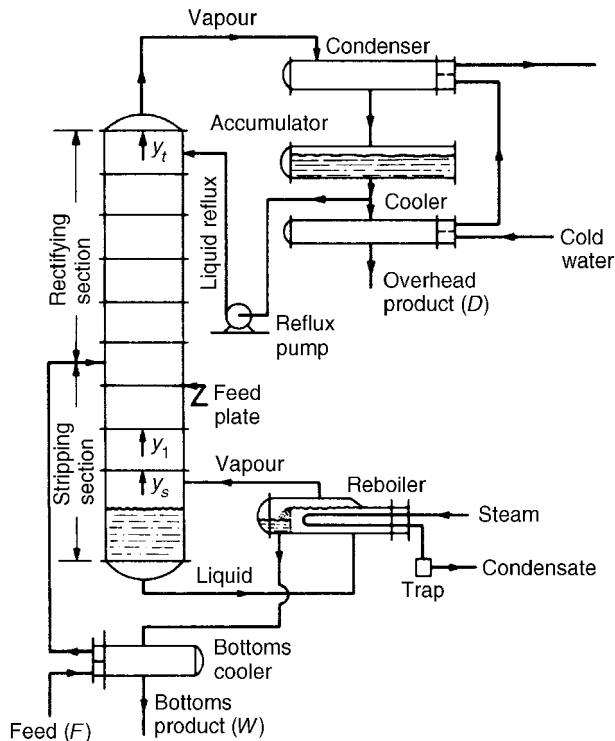 Vapour
Condenser
Accumulator
y_t
Liquid reflux
Cooler
Cold
water
Overhead
product (D)
Rectifying
section
Reflux
pump
Feed
plate
Stripping
section
y_1
y_s
Vapour
Reboiler
Steam
Condensate
Trap
Liquid
Bottoms
cooler
Bottoms
product (W)
Feed (F)